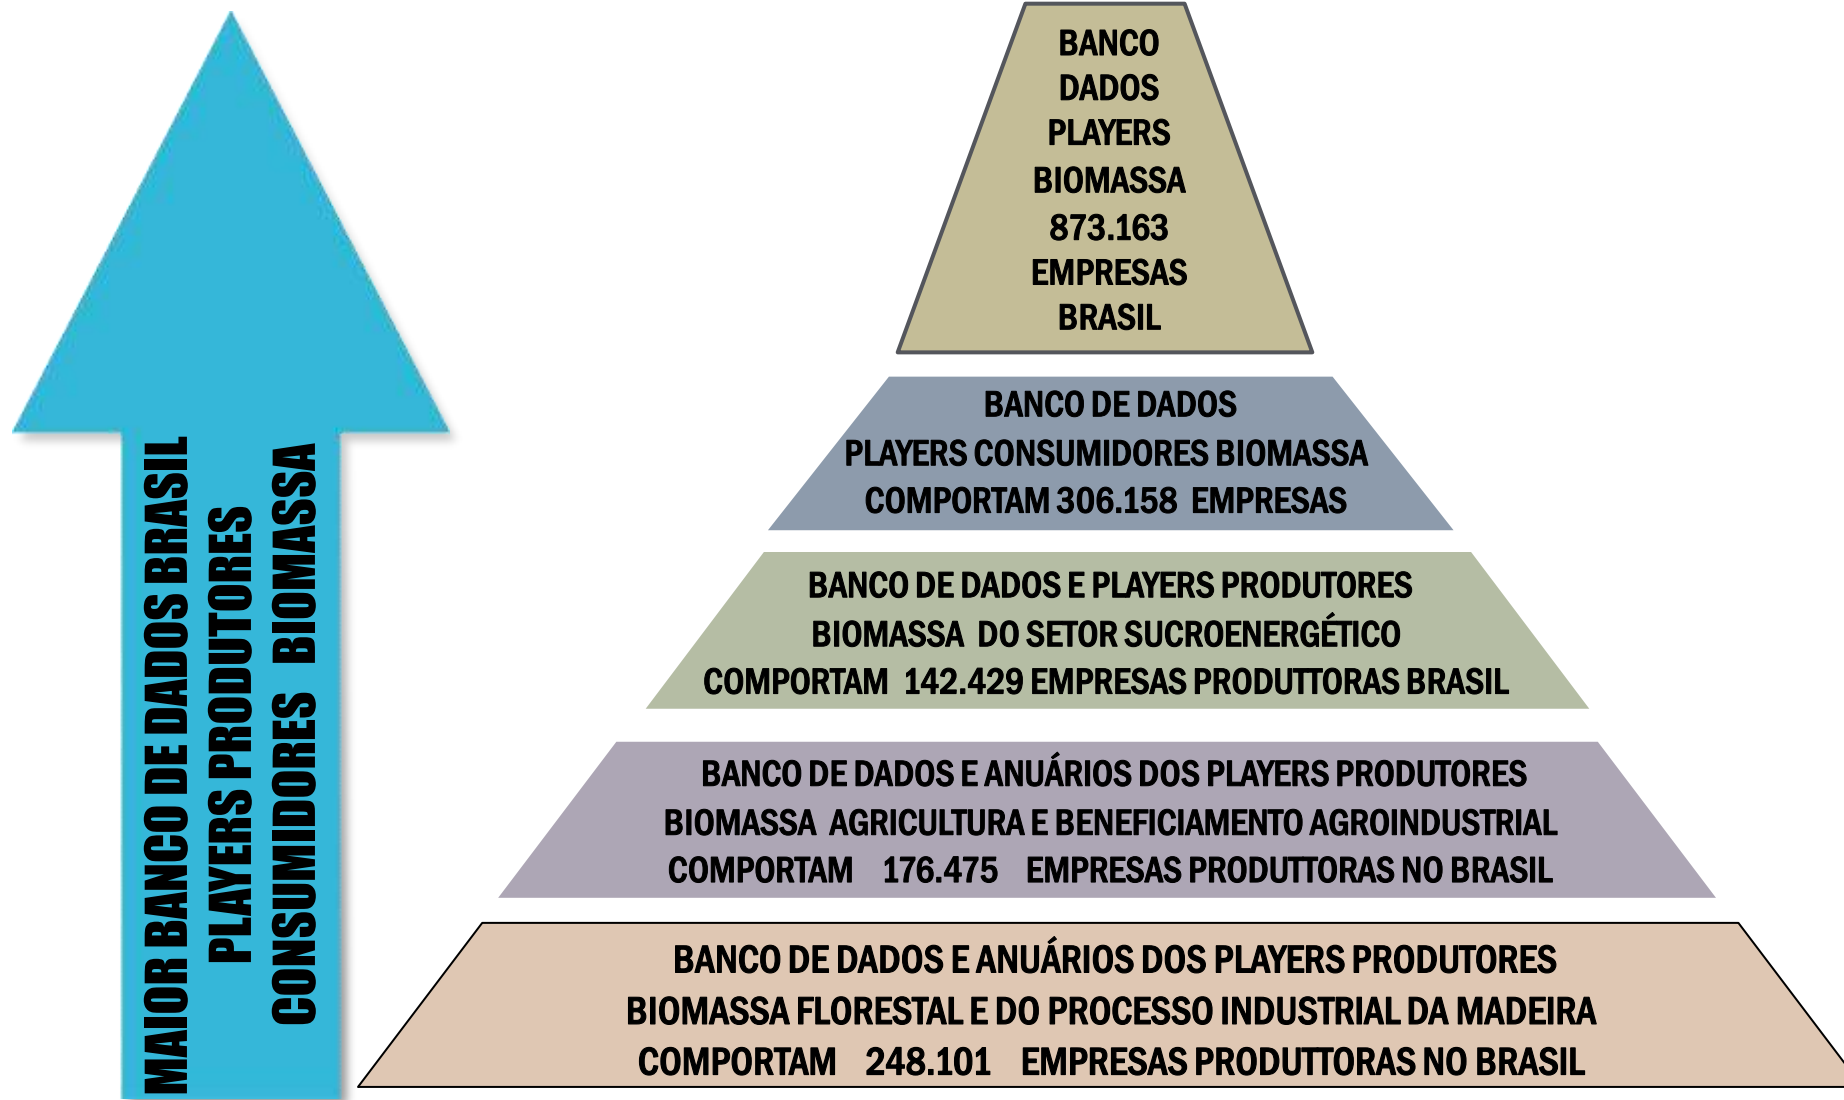 MAIOR BANCO DE DADOS BRASIL
PLAYERS PRODUTORES
CONSUMIDORES BIOMASSA
BANCO
DADOS
PLAYERS
BIOMASSA
873.163
EMPRESAS
BRASIL
BANCO DE DADOS
PLAYERS CONSUMIDORES BIOMASSA
COMPORTAM 306.158 EMPRESAS
BANCO DE DADOS E PLAYERS PRODUTORES
BIOMASSA DO SETOR SUCROENERGÉTICO
COMPORTAM 142.429 EMPRESAS PRODUTTORAS BRASIL
BANCO DE DADOS E ANUÁRIOS DOS PLAYERS PRODUTORES
BIOMASSA AGRICULTURA E BENEFICIAMENTO AGROINDUSTRIAL
COMPORTAM 176.475 EMPRESAS PRODUTTORAS NO BRASIL
BANCO DE DADOS E ANUÁRIOS DOS PLAYERS PRODUTORES
BIOMASSA FLORESTAL E DO PROCESSO INDUSTRIAL DA MADEIRA
COMPORTAM 248.101 EMPRESAS PRODUTTORAS NO BRASIL